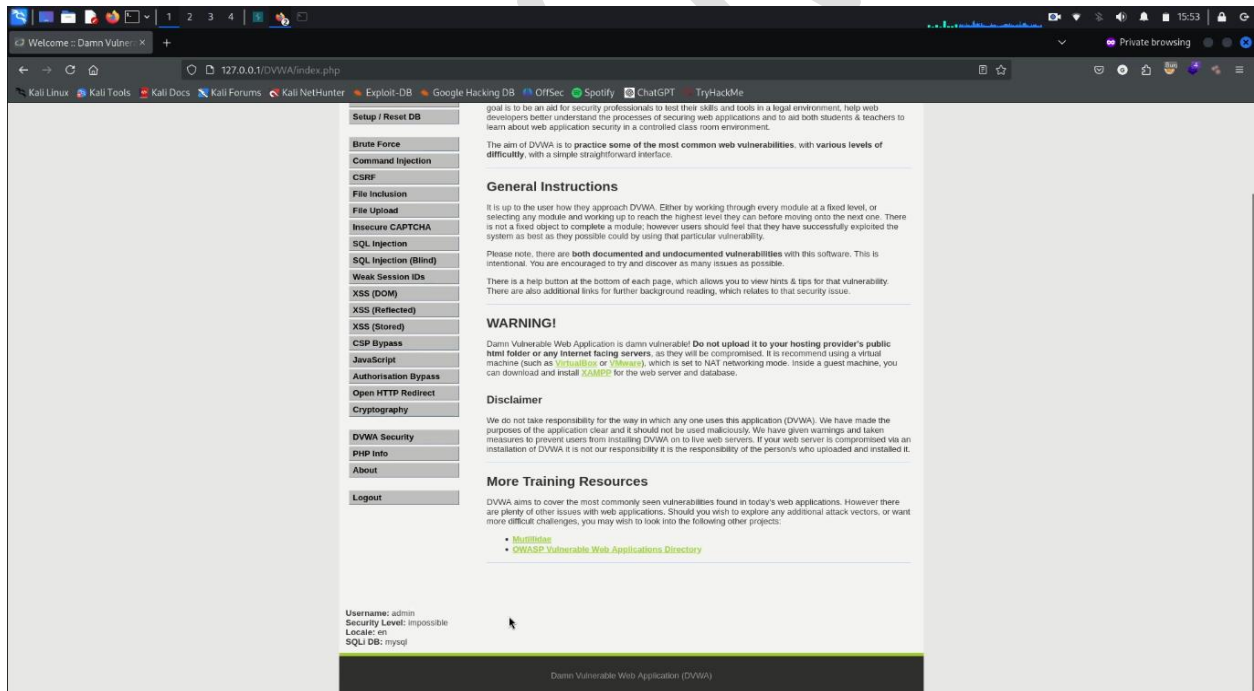 1 2 3 4
15:53
Welcome :: Damn Vulner
Private browsing
127.0.0.1/DVWA/index.php
Kali Linux Kali Tools Kali Docs Kali Forums Kali NetHunter Exploit-DB Google Hacking DB OffSec Spotify ChatGPT TryHackMe
Setup / Reset DB
Brute Force
Command Injection
CSRF
File Inclusion
File Upload
Insecure CAPTCHA
SQL Injection
SQL Injection (Blind)
Weak Session IDs
XSS (DOM)
XSS (Reflected)
XSS (Stored)
CSP Bypass
JavaScript
Authorisation Bypass
Open HTTP Redirect
Cryptography
DVWA Security
PHP Info
About
Logout
goal is to be an aid for security professionals to test their skills and tools in a legal environment, help web
developers better understand the processes of securing web applications and to aid both students & teachers to
learn about web application security in a controlled class room environment.
The aim of DVWA is to practice some of the most common web vulnerabilities, with various levels of
difficultly, with a simple straightforward interface.
General Instructions
It is up to the user how they approach DVWA. Either by working through every module at a fixed level, or
selecting any module and working up to reach the highest level they can before moving onto the next one. There
is not a fixed object to complete a module; however users should feel that they have successfully exploited the
system as best as they possible could by using that particular vulnerability.
Please note, there are both documented and undocumented vulnerabilities with this software. This is
intentional. You are encouraged to try and discover as many issues as possible.
There is a help button at the bottom of each page, which allows you to view hints & tips for that vulnerability.
There are also additional links for further background reading, which relates to that security issue.
WARNING!
Damn Vulnerable Web Application is damn vulnerable! Do not upload it to your hosting provider's public
html folder or any Internet facing servers, as they will be compromised. It is recommend using a virtual
machine (such as VirtualBox or VMware), which is set to NAT networking mode. Inside a guest machine, you
can download and install XAMPP for the web server and database.
Disclaimer
We do not take responsibility for the way in which any one uses this application (DVWA). We have made the
purposes of the application clear and it should not be used maliciously. We have given warnings and taken
measures to prevent users from installing DVWA on to live web servers. If your web server is compromised via an
installation of DVWA it is not our responsibility it is the responsibility of the person/s who uploaded and installed it.
More Training Resources
DVWA aims to cover the most commonly seen vulnerabilities found in today's web applications. However there
are plenty of other issues with web applications. Should you wish to explore any additional attack vectors, or want
more difficult challenges, you may wish to look into the following other projects:
• Mutillidae
• OWASP Vulnerable Web Applications Directory
Username: admin
Security Level: impossible
Locale: en
SQLi DB: mysql
Damn Vulnerable Web Application (DVWA)